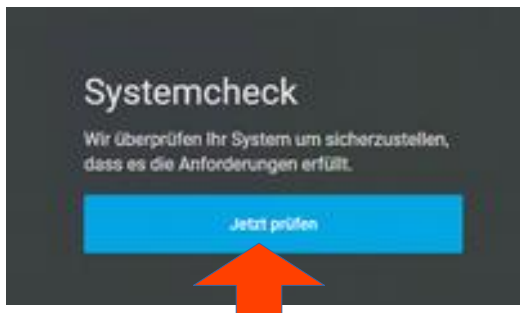 Systemcheck
Wir überprüfen Ihr System um sicherzustellen,
dass es die Anforderungen erfüllt.
Jetzt prüfen